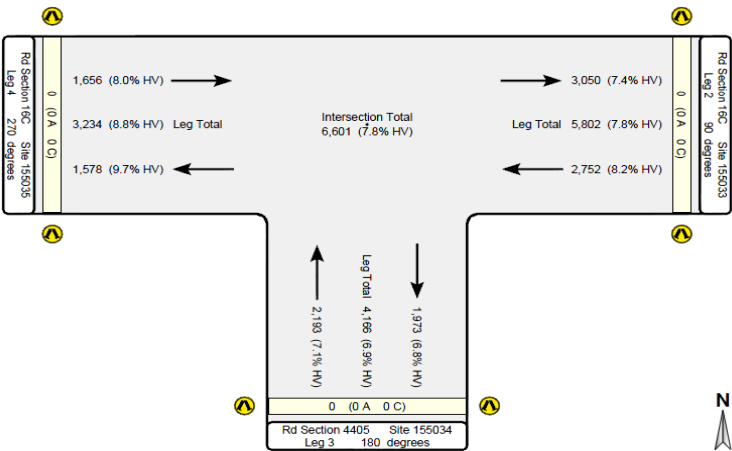 Rd Section 16C Site 155035
Leg 4 270 degrees
0 (0 A 0 C)
1,656 (8.0% HV)
3,234 (8.8% HV) Leg Total
1,578 (9.7% HV)
Intersection Total
6,601 (7.8% HV)
3,050 (7.4% HV)
Leg Total 5,802 (7.8% HV)
2,752 (8.2% HV)
0 (0 A 0 C)
Rd Section 16C Site 155033
Leg 2 90 degrees
2,193 (7.1% HV)
Leg Total 4,166 (6.9% HV)
1,973 (6.8% HV)
0 (0 A 0 C)
Rd Section 4405 Site 155034
Leg 3 180 degrees
N